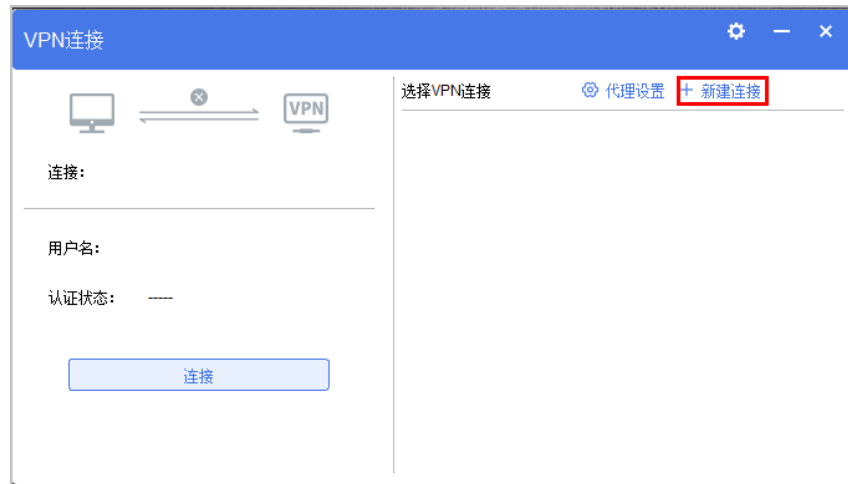 VPN连接
VPN
连接：
用户名：
认证状态： -----
连接
选择VPN连接 代理设置 新建连接